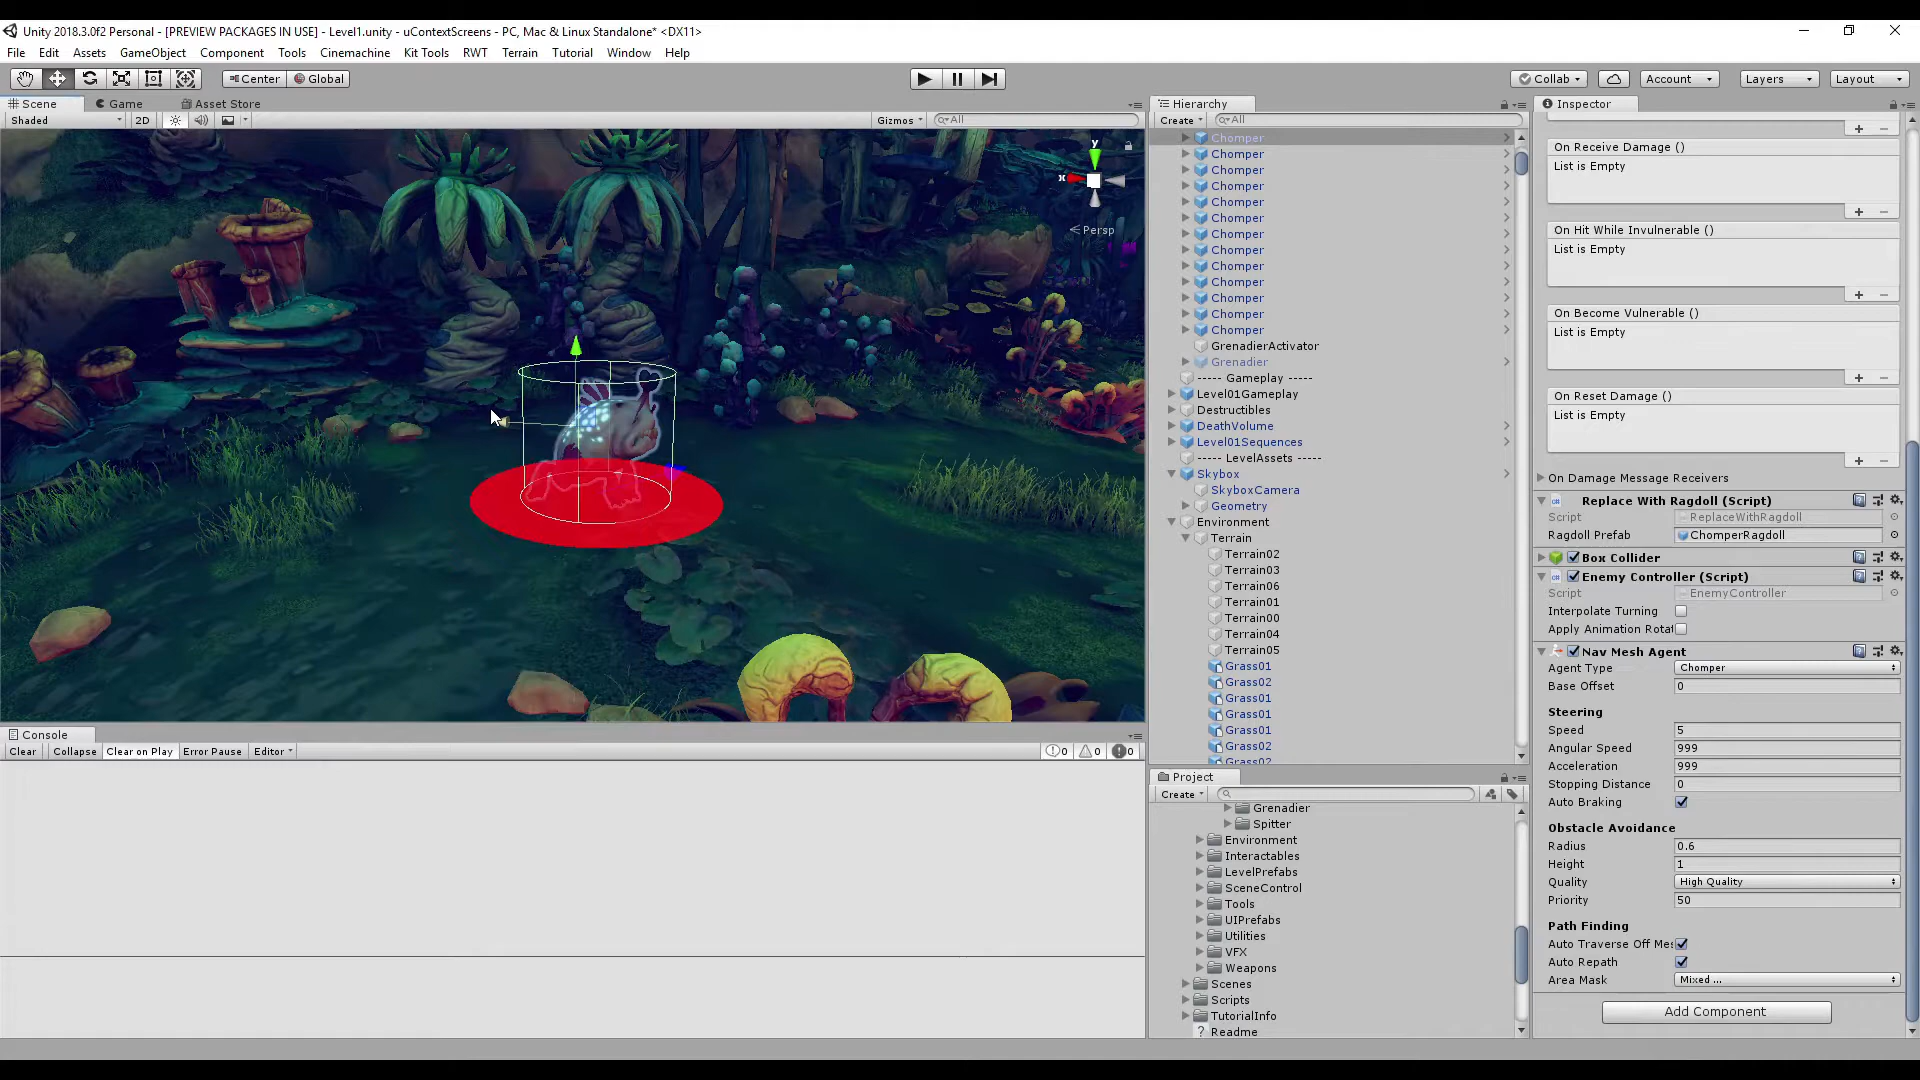 Unity 2018.3.0f2 Personal - [PREVIEW PACKAGES IN USE] - Level1.unity - uContextScreens - PC, Mac & Linux Standalone* <DX11>
File Edit Assets GameObject Component Tools Cinemachine Kit Tools RWT Terrain Tutorial Window Help
Center Global Collab Account Layers Layout
Scene Game Asset Store
Shaded 2D Gizmos All
y
x
Persp
Hierarchy
Create All
Chomper
Chomper
Chomper
Chomper
Chomper
Chomper
Chomper
Chomper
Chomper
Chomper
Chomper
Chomper
Chomper
GrenadierActivator
Grenadier
----- Gameplay -----
Level01Gameplay
Destructibles
DeathVolume
Level01Sequences
----- LevelAssets -----
Skybox
SkyboxCamera
Geometry
Environment
Terrain
Terrain02
Terrain03
Terrain06
Terrain01
Terrain00
Terrain04
Terrain05
Grass01
Grass02
Grass01
Grass01
Grass01
Grass02
Grass02
Console
Clear Collapse Clear on Play Error Pause Editor 0 0 0
Project
Create
Grenadier
Spitter
Environment
Interactables
LevelPrefabs
SceneControl
Tools
UIPrefabs
Utilities
VFX
Weapons
Scenes
Scripts
TutorialInfo
Readme
Inspector
On Receive Damage ()
List is Empty
On Hit While Invulnerable ()
List is Empty
On Become Vulnerable ()
List is Empty
On Reset Damage ()
List is Empty
On Damage Message Receivers
Replace With Ragdoll (Script)
Script ReplaceWithRagdoll
Ragdoll Prefab ChomperRagdoll
Box Collider
Enemy Controller (Script)
Script EnemyController
Interpolate Turning
Apply Animation Rotat
Nav Mesh Agent
Agent Type Chomper
Base Offset 0
Steering
Speed 5
Angular Speed 999
Acceleration 999
Stopping Distance 0
Auto Braking
Obstacle Avoidance
Radius 0.6
Height 1
Quality High Quality
Priority 50
Path Finding
Auto Traverse Off Mes
Auto Repath
Area Mask Mixed ...
Add Component